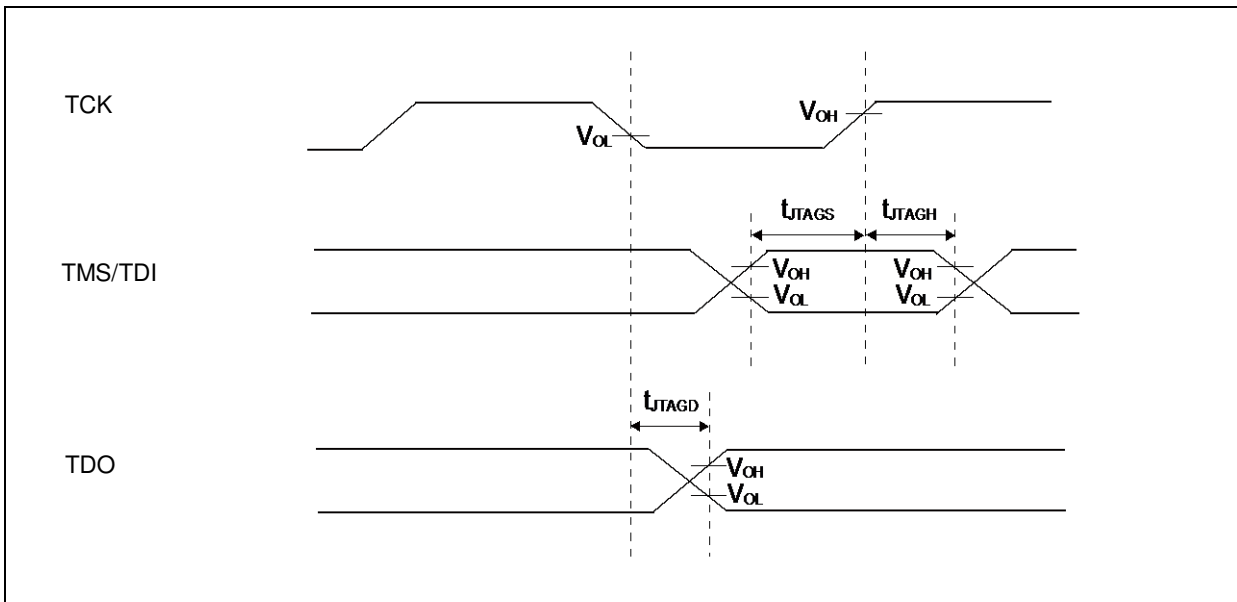 TCK
VOL
VOH
tJTAGS
tJTAGH
TMS/TDI
VOH
VOL
VOH
VOL
tJTAGD
TDO
VOH
VOL